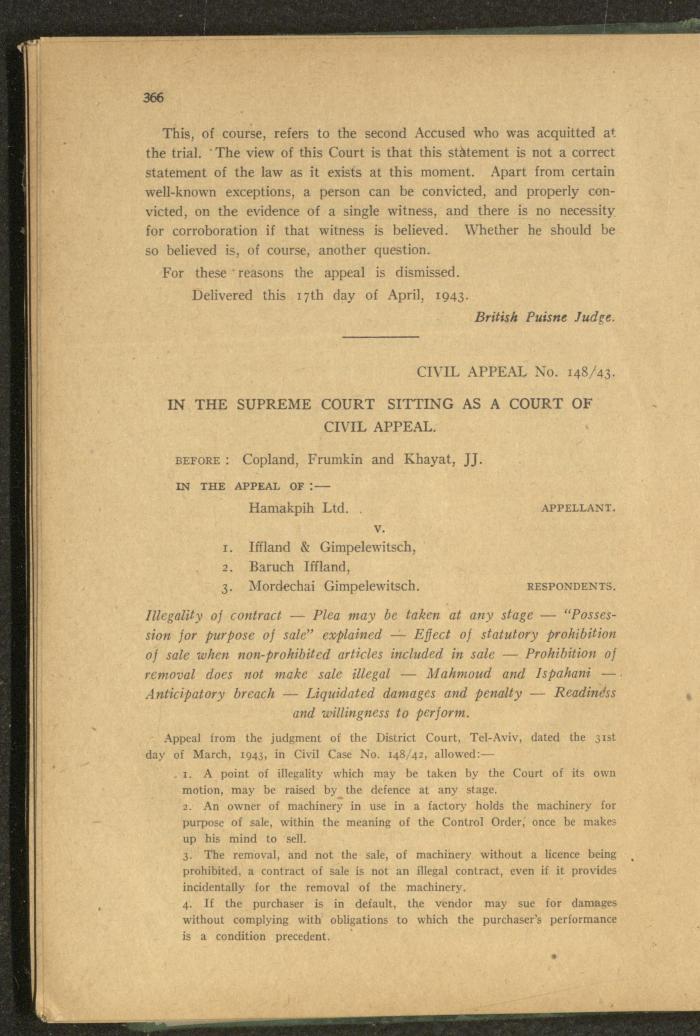 366
This, of course, refers to the second Accused who was acquitted at
the trial. The view of this Court is that this statement is not a correct
statement of the law as it exists at this moment. Apart from certain
well-known exceptions, a person can be convicted, and properly con-
victed, on the evidence of a single witness, and there is no necessity
for corroboration if that witness is believed. Whether he should be
so believed is, of course, another question.
For these reasons the appeal is dismissed.
Delivered this 17th day of April, 1943.
British Puisne Judge.
CIVIL APPEAL No. 148/43.
IN THE SUPREME COURT SITTING AS A COURT OF
CIVIL APPEAL.
BEFORE : Copland, Frumkin and Khayat, JJ.
IN THE APPEAL OF :—
Hamakpih Ltd. APPELLANT.
v.
1. Iffland & Gimpelewitsch,
2. Baruch Iffland,
3. Mordechai Gimpelewitsch. RESPONDENTS.
Illegality of contract — Plea may be taken at any stage — “Posses-
sion for purpose of sale” explained — Effect of statutory prohibition
of sale when non-prohibited articles included in sale — Prohibition of
removal does not make sale illegal — Mahmoud and Ispahani —
Anticipatory breach — Liquidated damages and penalty — Readiness
and willingness to perform.
Appeal from the judgment of the District Court, Tel-Aviv, dated the 31st
day of March, 1943, in Civil Case No. 148/42, allowed:—
1. A point of illegality which may be taken by the Court of its own
motion, may be raised by the defence at any stage.
2. An owner of machinery in use in a factory holds the machinery for
purpose of sale, within the meaning of the Control Order, once be makes
up his mind to sell.
3. The removal, and not the sale, of machinery without a licence being
prohibited, a contract of sale is not an illegal contract, even if it provides
incidentally for the removal of the machinery.
4. If the purchaser is in default, the vendor may sue for damages
without complying with obligations to which the purchaser's performance
is a condition precedent.